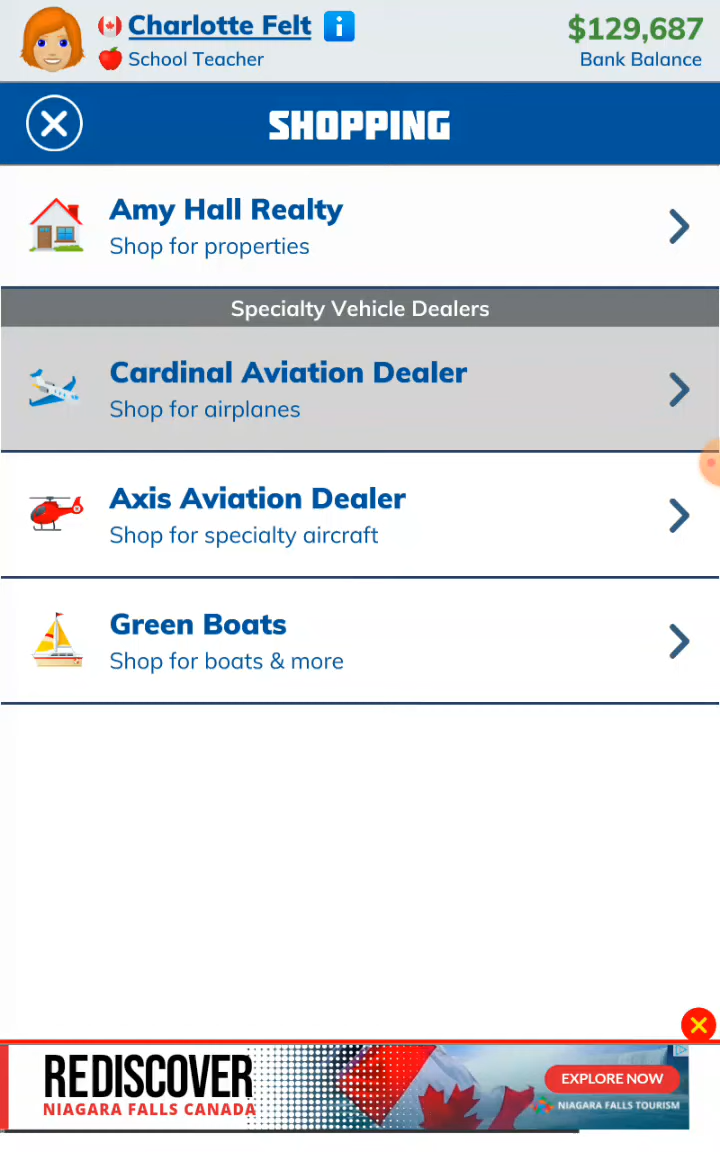 Charlotte Felt
$129,687
School Teacher
Bank Balance
SHOPPING
Amy Hall Realty
Shop for properties
Specialty Vehicle Dealers
Cardinal Aviation Dealer
Shop for airplanes
Axis Aviation Dealer
Shop for specialty aircraft
Green Boats
Shop for boats & more
REDISCOVER
NIAGARA FALLS CANADA
EXPLORE NOW
NIAGARA FALLS TOURISM